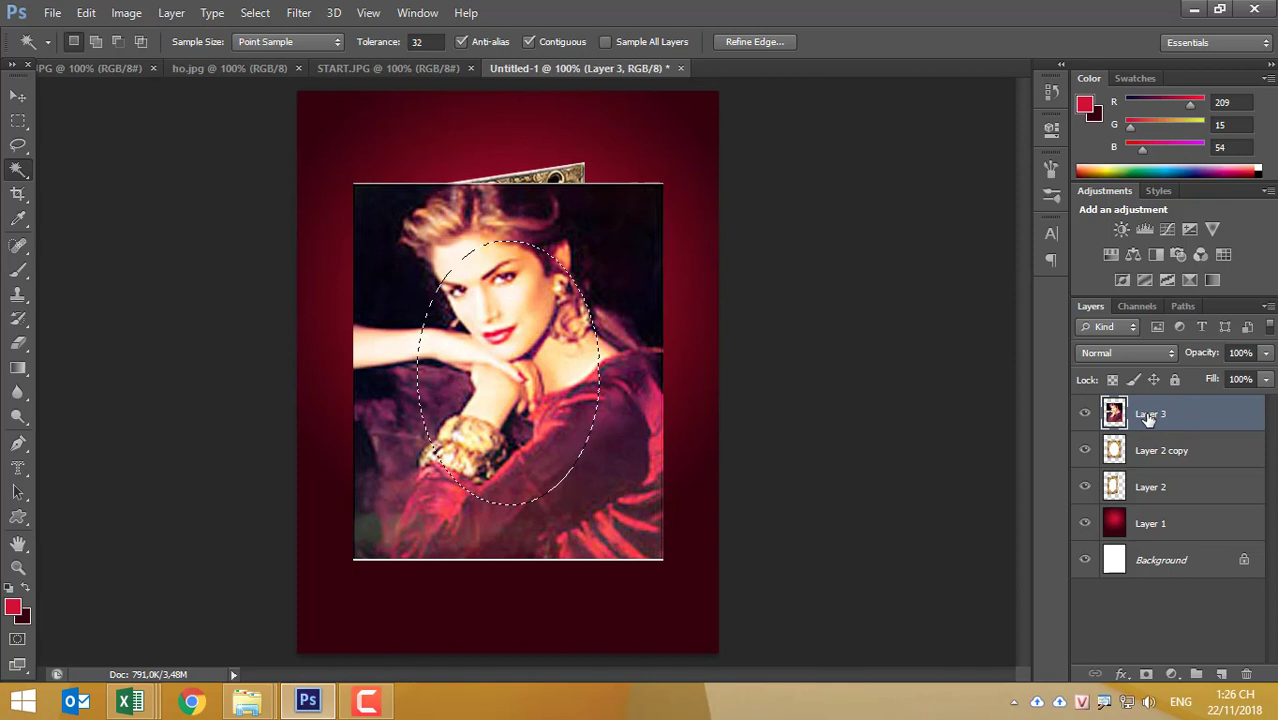 Ps File Edit Image Layer Type Select Filter 3D View Window Help
Sample Size: Point Sample Tolerance: 32 Anti-alias Contiguous Sample All Layers Refine Edge... Essentials
JPG @ 100% (RGB/8#) × ho.jpg @ 100% (RGB/8) × START.JPG @ 100% (RGB/8#) × Untitled-1 @ 100% (Layer 3, RGB/8) * ×
Color Swatches
R 209
G 15
B 54
Adjustments Styles
Add an adjustment
Layers Channels Paths
Kind
Normal Opacity: 100%
Lock: Fill: 100%
Layer 3
Layer 2 copy
Layer 2
Layer 1
Background
100% Doc: 791,0K/3,48M
ENG 1:26 CH
22/11/2018